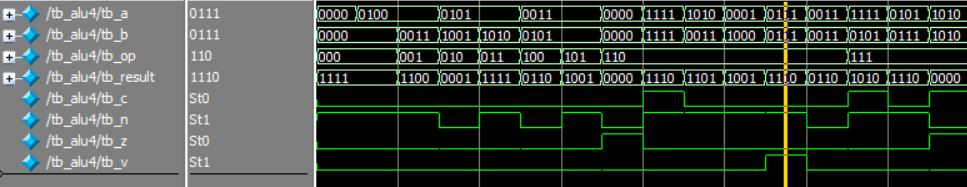 /tb_alu4/tb_a 0111 0000 0100 0101 0011 0000 1111 1010 0001 0111 0011 1111 0101 1010
/tb_alu4/tb_b 0111 0000 0011 1001 1010 0101 0000 1111 0011 1000 0111 0011 0101 0111 1010
/tb_alu4/tb_op 110 000 001 010 011 100 101 110 111
/tb_alu4/tb_result 1110 1111 1100 0001 1111 0110 1001 0000 1110 1101 1001 1110 0110 1010 1110 0000
/tb_alu4/tb_c St0
/tb_alu4/tb_n St1
/tb_alu4/tb_z St0
/tb_alu4/tb_v St1